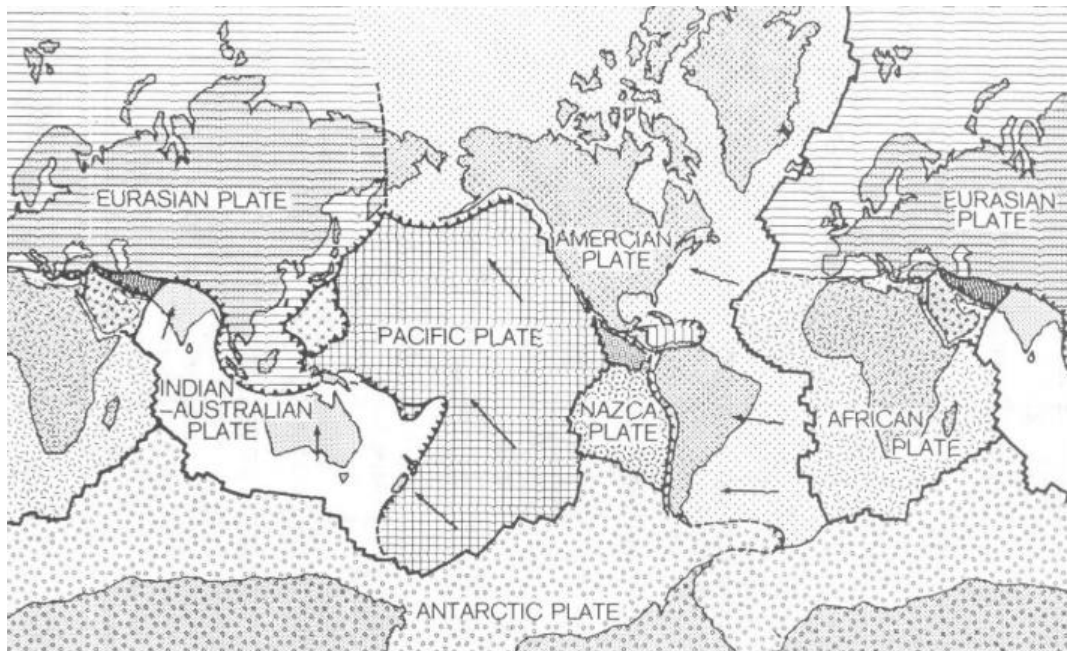 EURASIAN PLATE
EURASIAN
PLATE
AMERCIAN
PLATE
PACIFIC PLATE
INDIAN
-AUSTRALIAN
PLATE
NAZCA
PLATE
AFRICAN
PLATE
ANTARCTIC PLATE